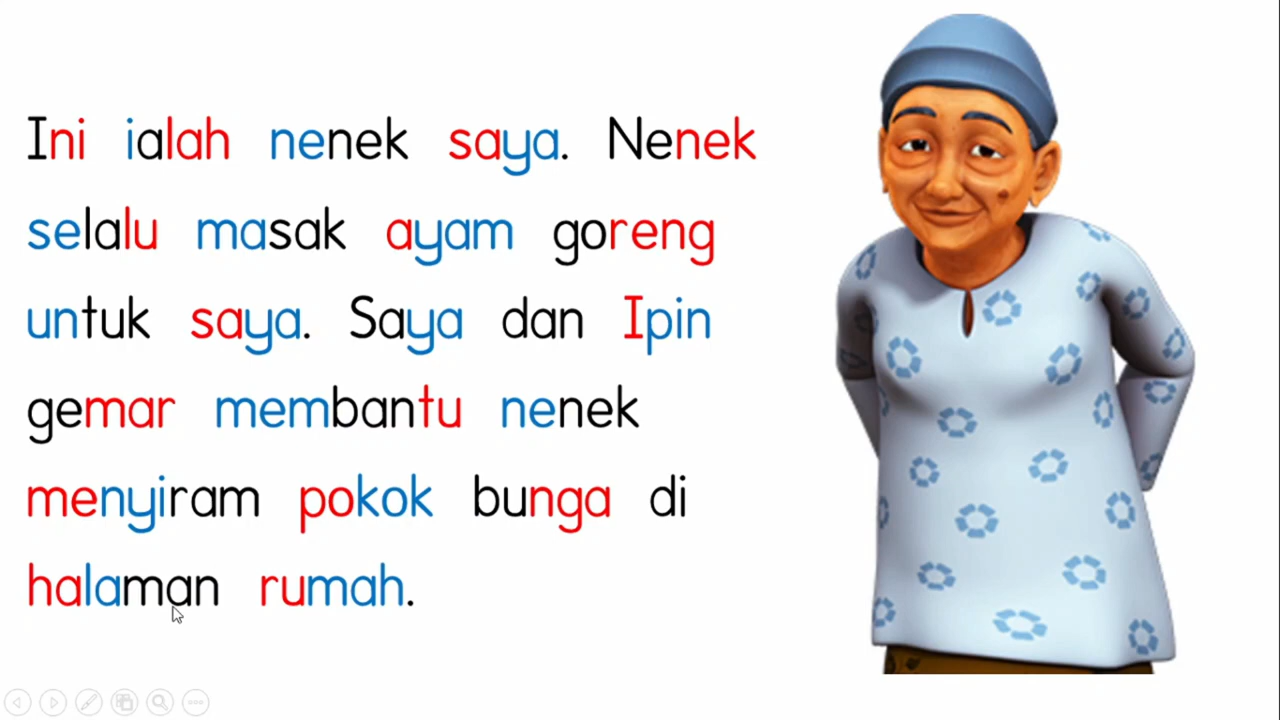 Ini ialah nenek saya. Nenek
selalu masak ayam goreng
untuk saya. Saya dan Ipin
gemar membantu nenek
menyiram pokok bunga di
halaman rumah.